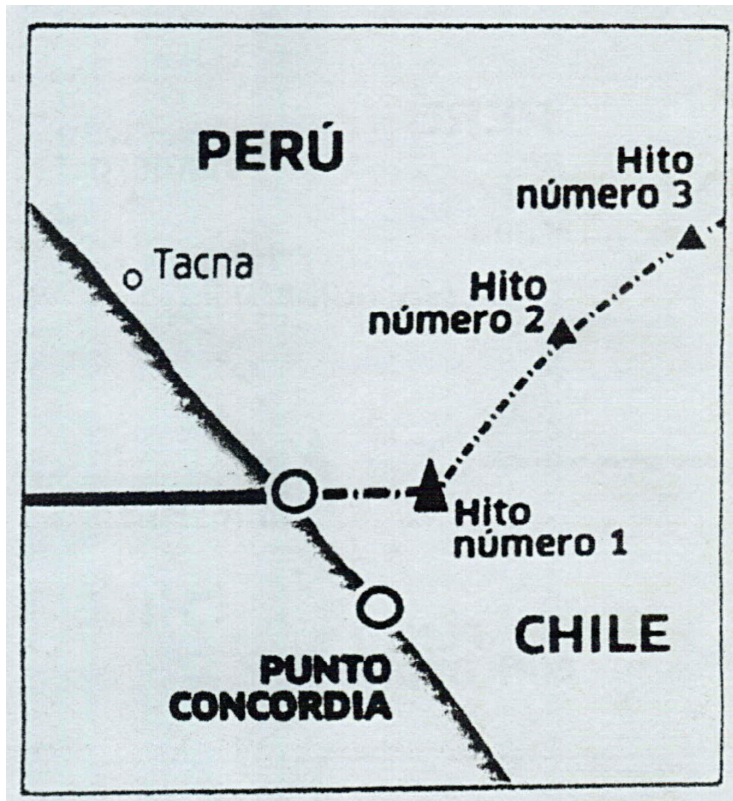 PERÚ
Hito
número 3
Tacna
Hito
número 2
Hito
número 1
CHILE
PUNTO
CONCORDIA